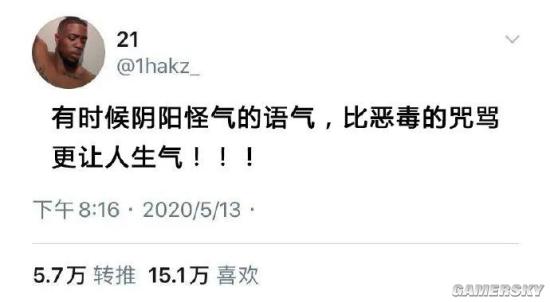 21
@1hakz_
有时候阴阳怪气的语气，比恶毒的咒骂
更让人生气！！！
下午 8:16 · 2020/5/13 ·
5.7万 转推 15.1万 喜欢
GAMERSKY